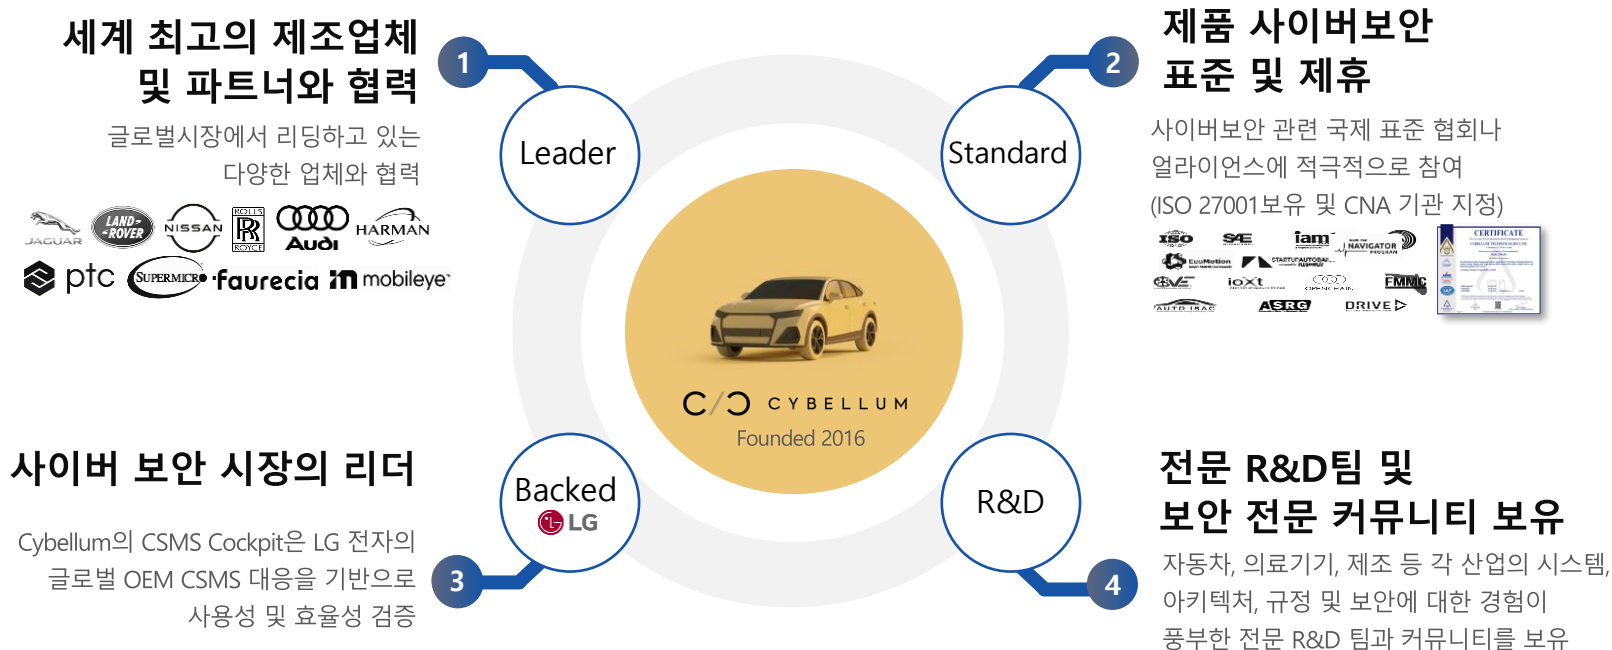 세계 최고의 제조업체
및 파트너와 협력
글로벌시장에서 리딩하고 있는
다양한 업체와 협력
JAGUAR
LAND-
ROVER
NISSAN
ROLLS
RR
ROYCE
Audi
HARMAN
ptc
SUPERMICRO
faurecia
mobileye
1
Leader
2
Standard
제품 사이버보안
표준 및 제휴
사이버보안 관련 국제 표준 협회나
얼라이언스에 적극적으로 참여
(ISO 27001보유 및 CNA 기관 지정)
ISO
SAE
iam
NAVIGATOR
PROGRAM
EcoMotion
STARTUPAUTOBAHN
CVE
ioXt
OPENCHAIN
FMMC
AUTO-ISAC
ASRG
DRIVE
CERTIFICATE
CYBELLUM
Founded 2016
사이버 보안 시장의 리더
Cybellum의 CSMS Cockpit은 LG 전자의
글로벌 OEM CSMS 대응을 기반으로
사용성 및 효율성 검증
3
Backed
LG
4
R&D
전문 R&D팀 및
보안 전문 커뮤니티 보유
자동차, 의료기기, 제조 등 각 산업의 시스템,
아키텍처, 규정 및 보안에 대한 경험이
풍부한 전문 R&D 팀과 커뮤니티를 보유